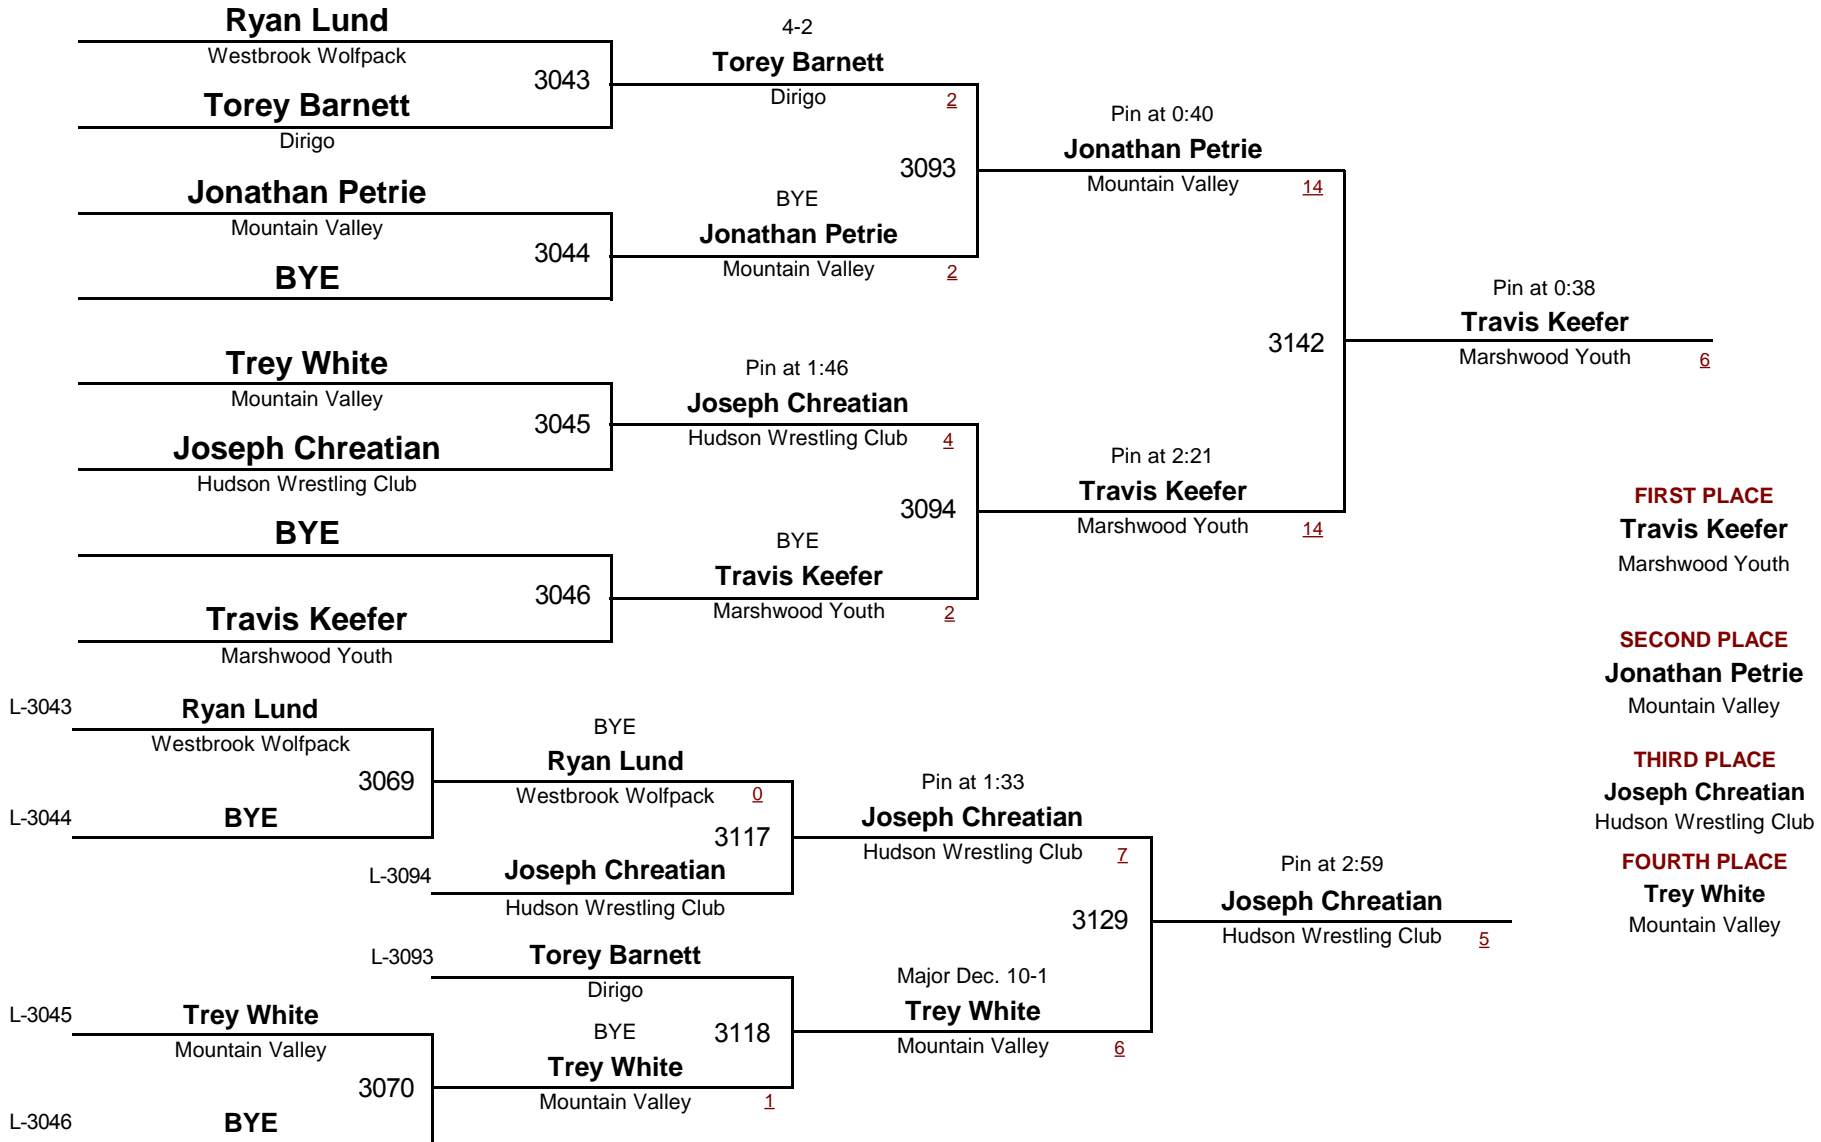 Ryan Lund
Westbrook Wolfpack
3043
Torey Barnett
Dirigo
4-2
Torey Barnett
Dirigo
2
Jonathan Petrie
Mountain Valley
3044
BYE
BYE
Jonathan Petrie
Mountain Valley
2
3093
Pin at 0:40
Jonathan Petrie
Mountain Valley
14
Trey White
Mountain Valley
3045
Joseph Chreatian
Hudson Wrestling Club
Pin at 1:46
Joseph Chreatian
Hudson Wrestling Club
4
BYE
3046
Travis Keefer
Marshwood Youth
BYE
Travis Keefer
Marshwood Youth
2
3094
Pin at 2:21
Travis Keefer
Marshwood Youth
14
3142
Pin at 0:38
Travis Keefer
Marshwood Youth
6
FIRST PLACE
Travis Keefer
Marshwood Youth
SECOND PLACE
Jonathan Petrie
Mountain Valley
THIRD PLACE
Joseph Chreatian
Hudson Wrestling Club
FOURTH PLACE
Trey White
Mountain Valley
L-3043
Ryan Lund
Westbrook Wolfpack
3069
L-3044
BYE
BYE
Ryan Lund
Westbrook Wolfpack
0
3117
L-3094
Joseph Chreatian
Hudson Wrestling Club
Pin at 1:33
Joseph Chreatian
Hudson Wrestling Club
7
L-3093
Torey Barnett
Dirigo
L-3045
Trey White
Mountain Valley
3070
L-3046
BYE
BYE
Trey White
Mountain Valley
1
3118
Major Dec. 10-1
Trey White
Mountain Valley
6
3129
Pin at 2:59
Joseph Chreatian
Hudson Wrestling Club
5